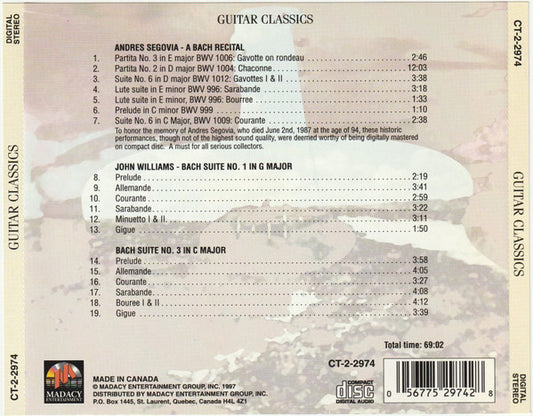 GUITAR CLASSICS
DIGITAL
STEREO
GUITAR CLASSICS
CT-2-2974
CT-2-2974
GUITAR CLASSICS
DIGITAL
STEREO
ANDRES SEGOVIA - A BACH RECITAL
1. Partita No. 3 in E major BWV 1006: Gavotte on rondeau 2:46
2. Partita No. 2 in D major BWV 1004: Chaconne 12:03
3. Suite No. 6 in D major BWV 1012: Gavottes I & II 3:38
4. Lute suite in E minor BWV 996: Sarabande 3:38
5. Lute suite in E minor BWV 996: Bourree 1:33
6. Prelude in C minor BWV 999 1:10
7. Suite No. 6 in C Major, BWV 1009: Courante 2:38
To honor the memory of Andres Segovia, who died June 2nd, 1987 at the age of 94, these historic
performances, though not of the highest sound quality, were deemed worthy of being digitally mastered
on compact disc. A must for all serious collectors.
JOHN WILLIAMS - BACH SUITE NO. 1 IN G MAJOR
8. Prelude 2:19
9. Allemande 3:41
10. Courante 2:59
11. Sarabande 3:22
12. Minuetto I & II 3:11
13. Gigue 1:50
BACH SUITE NO. 3 IN C MAJOR
14. Prelude 3:58
15. Allemande 4:05
16. Courante 3:27
17. Sarabande 4:08
18. Bouree I & II 4:12
19. Gigue 3:39
Total time: 69:02
CT-2-2974
MADACY
ENTERTAINMENT
MADE IN CANADA
© MADACY ENTERTAINMENT GROUP, INC. 1997
DISTRIBUTED BY MADACY ENTERTAINMENT GROUP, INC.
P.O. Box 1445, St. Laurent, Quebec, Canada H4L 4Z1
COMPACT
disc
DIGITAL AUDIO
0 56775 29742 8